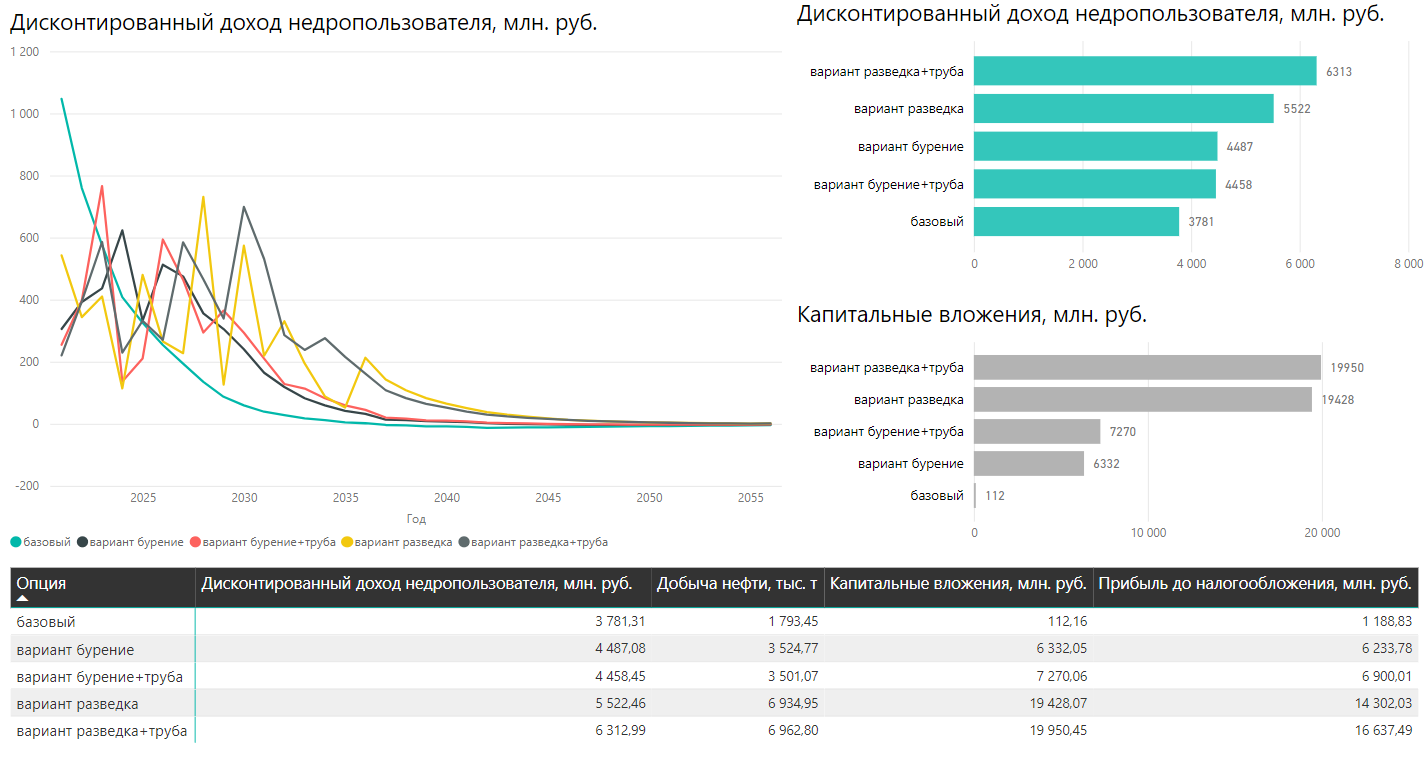 Дисконтированный доход недропользователя, млн. руб.
1 200
1 000
800
600
400
200
0
-200
2025 2030 2035 2040 2045 2050 2055
Год
базовый вариант бурение вариант бурение+труба вариант разведка вариант разведка+труба
Дисконтированный доход недропользователя, млн. руб.
вариант разведка+труба 6313
вариант разведка 5522
вариант бурение 4487
вариант бурение+труба 4458
базовый 3781
0 2 000 4 000 6 000 8 000
Капитальные вложения, млн. руб.
вариант разведка+труба 19950
вариант разведка 19428
вариант бурение+труба 7270
вариант бурение 6332
базовый 112
0 10 000 20 000
Опция Дисконтированный доход недропользователя, млн. руб. Добыча нефти, тыс. т Капитальные вложения, млн. руб. Прибыль до налогообложения, млн. руб.
базовый 3 781,31 1 793,45 112,16 1 188,83
вариант бурение 4 487,08 3 524,77 6 332,05 6 233,78
вариант бурение+труба 4 458,45 3 501,07 7 270,06 6 900,01
вариант разведка 5 522,46 6 934,95 19 428,07 14 302,03
вариант разведка+труба 6 312,99 6 962,80 19 950,45 16 637,49